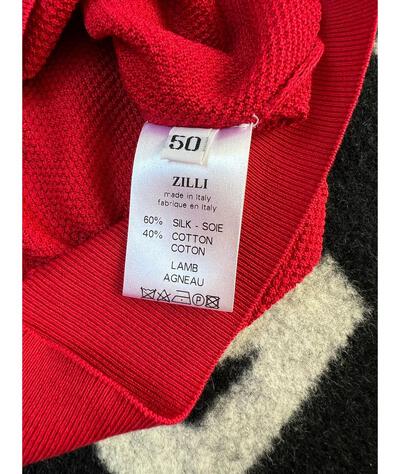 50
ZILLI
made in Italy
fabriqué en Italy
60% SILK - SOIE
40% COTTON
COTON
LAMB
AGNEAU
P